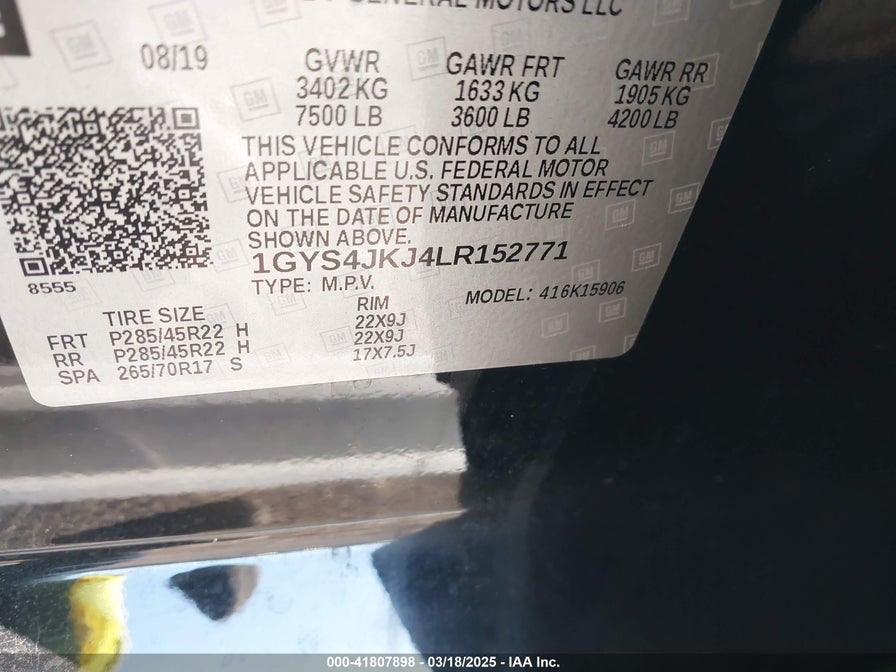 GENERAL MOTORS LLC
08/19
GVWR GAWR FRT GAWR RR
3402 KG 1633 KG 1905 KG
7500 LB 3600 LB 4200 LB
THIS VEHICLE CONFORMS TO ALL
APPLICABLE U.S. FEDERAL MOTOR
VEHICLE SAFETY STANDARDS IN EFFECT
ON THE DATE OF MANUFACTURE
SHOWN ABOVE.
1GYS4JKJ4LR152771
TYPE: M.P.V. MODEL: 416K15906
8555
TIRE SIZE RIM
FRT P285/45R22 H 22X9J
RR P285/45R22 H 22X9J
SPA 265/70R17 S 17X7.5J
000-41807898 - 03/18/2025 - IAA Inc.